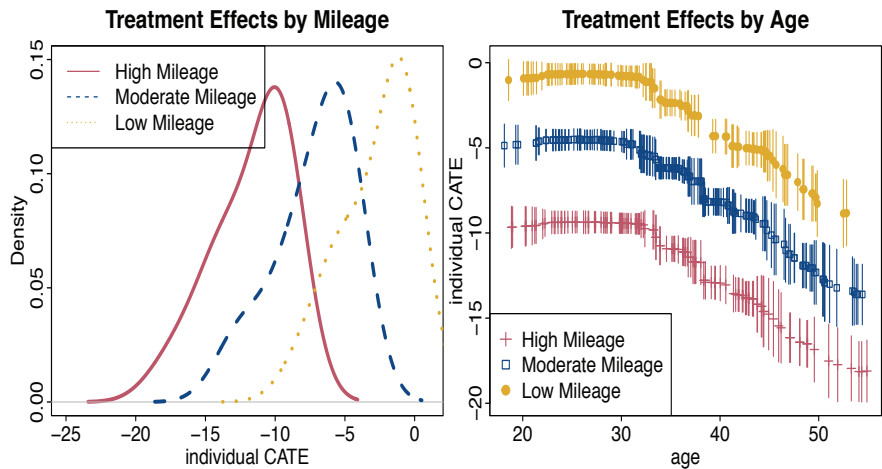 Treatment Effects by Mileage
High Mileage
Moderate Mileage
Low Mileage
Density
0.00
0.05
0.10
0.15
−25
−20
−15
−10
−5
0
individual CATE
Treatment Effects by Age
individual CATE
0
−5
−10
−15
−20
High Mileage
Moderate Mileage
Low Mileage
20
30
40
50
age